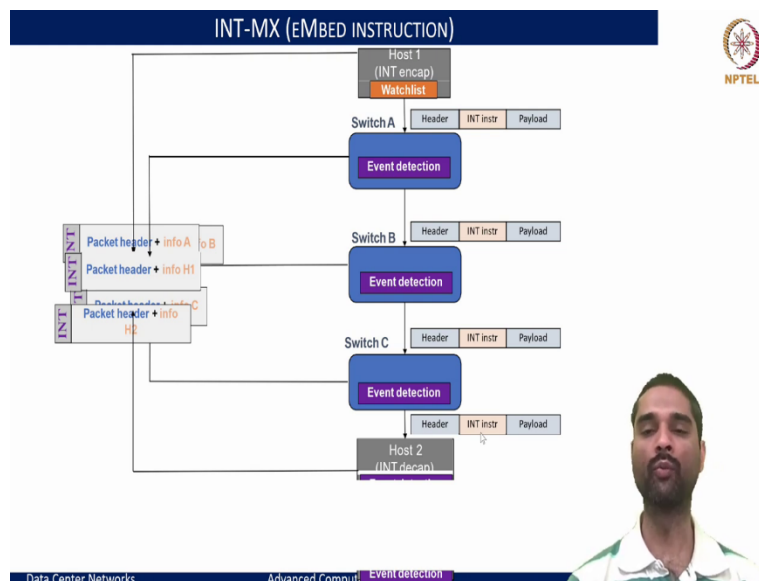 INT-MX (EMBED INSTRUCTION)
NPTEL
Host 1
(INT encap)
Watchlist
Header INT instr Payload
Switch A
Event detection
Header INT instr Payload
Switch B
Event detection
INT
Packet header + info A
fo B
INT
Packet header + info H1
C
INT
Packet header + info
H2
Header INT instr Payload
Switch C
Event detection
Header INT instr Payload
Host 2
(INT decap)
Data Center Networks
Event detection